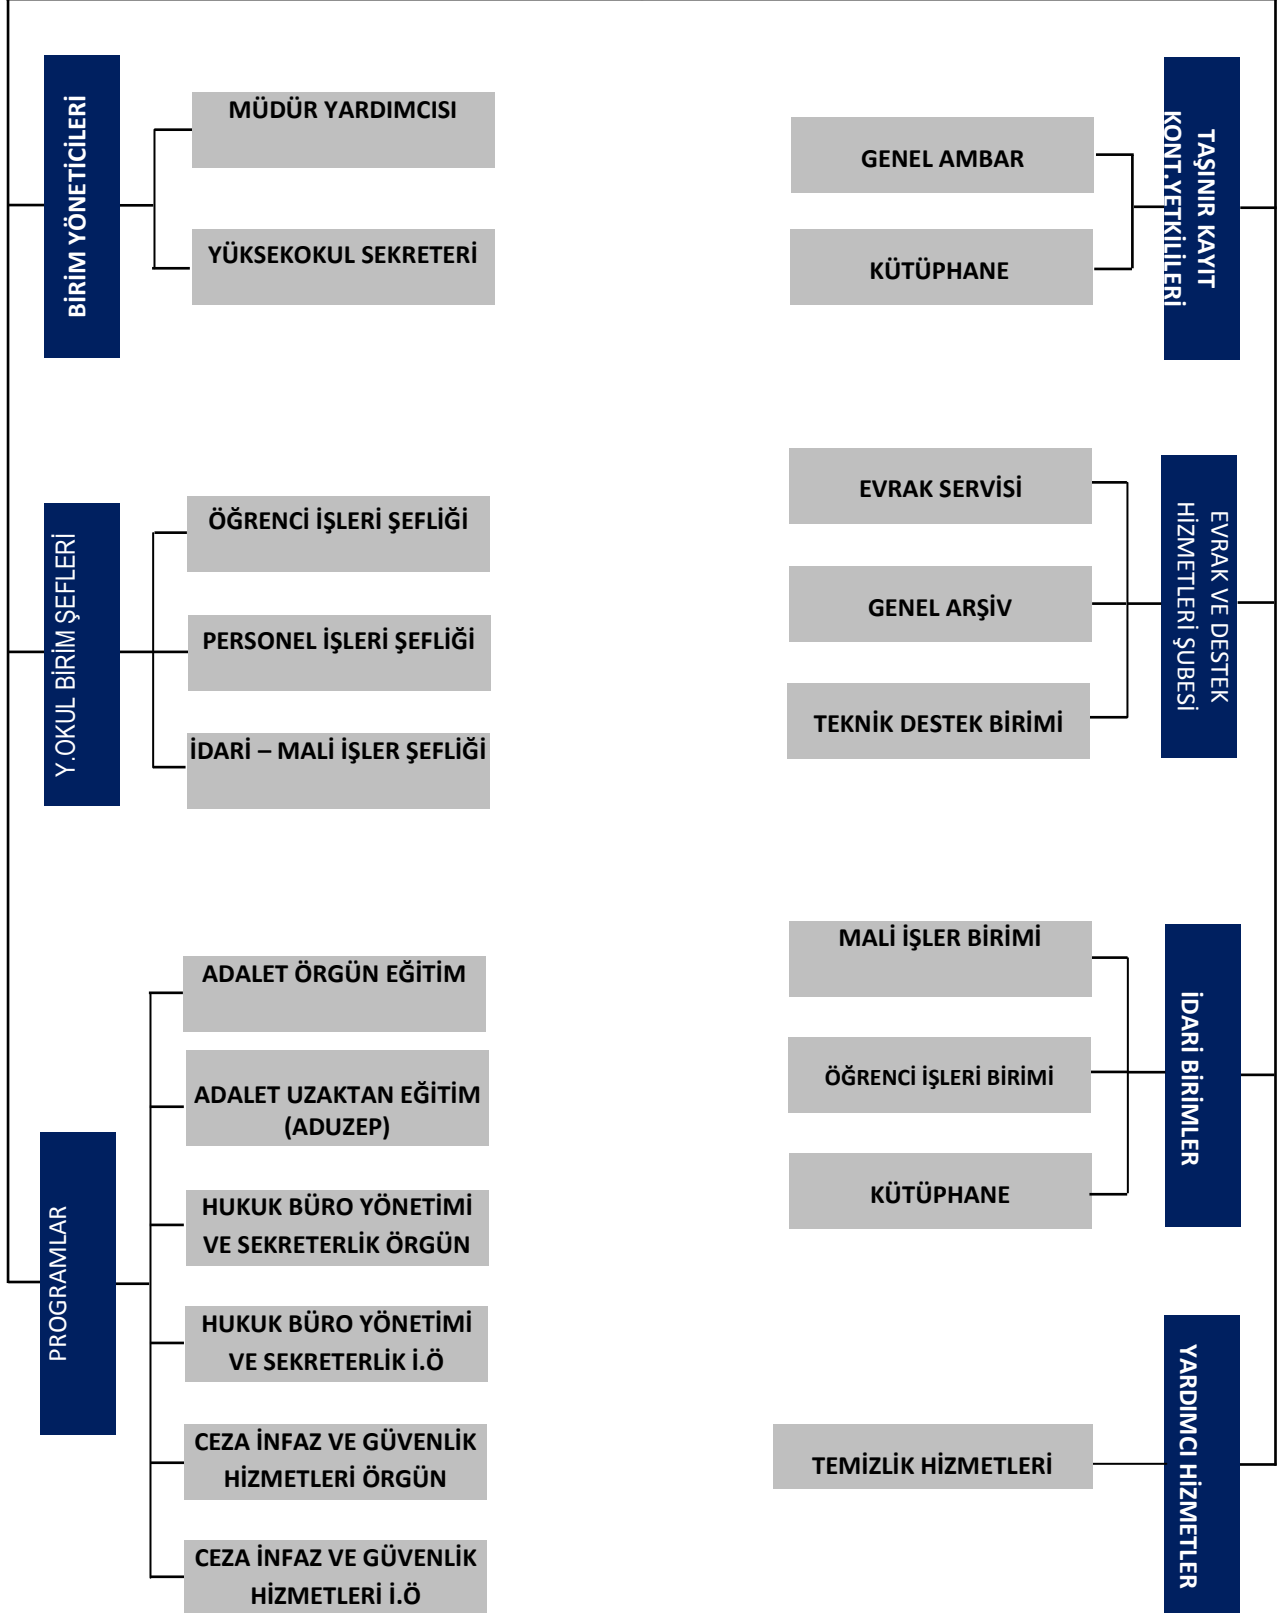 BİRİM YÖNETİCİLERİ
MÜDÜR YARDIMCISI
YÜKSEKOKUL SEKRETERİ
Y.OKUL BİRİM ŞEFLERİ
ÖĞRENCİ İŞLERİ ŞEFLİĞİ
PERSONEL İŞLERİ ŞEFLİĞİ
İDARİ – MALİ İŞLER ŞEFLİĞİ
PROGRAMLAR
ADALET ÖRGÜN EĞİTİM
ADALET UZAKTAN EĞİTİM
(ADUZEP)
HUKUK BÜRO YÖNETİMİ
VE SEKRETERLİK ÖRGÜN
HUKUK BÜRO YÖNETİMİ
VE SEKRETERLİK İ.Ö
CEZA İNFAZ VE GÜVENLİK
HİZMETLERİ ÖRGÜN
CEZA İNFAZ VE GÜVENLİK
HİZMETLERİ İ.Ö
TAŞINIR KAYIT
KONT.YETKİLİLERİ
GENEL AMBAR
KÜTÜPHANE
EVRAK VE DESTEK
HİZMETLERİ ŞUBESİ
EVRAK SERVİSİ
GENEL ARŞİV
TEKNİK DESTEK BİRİMİ
İDARİ BİRİMLER
MALİ İŞLER BİRİMİ
ÖĞRENCİ İŞLERİ BİRİMİ
KÜTÜPHANE
YARDIMCI HİZMETLER
TEMİZLİK HİZMETLERİ